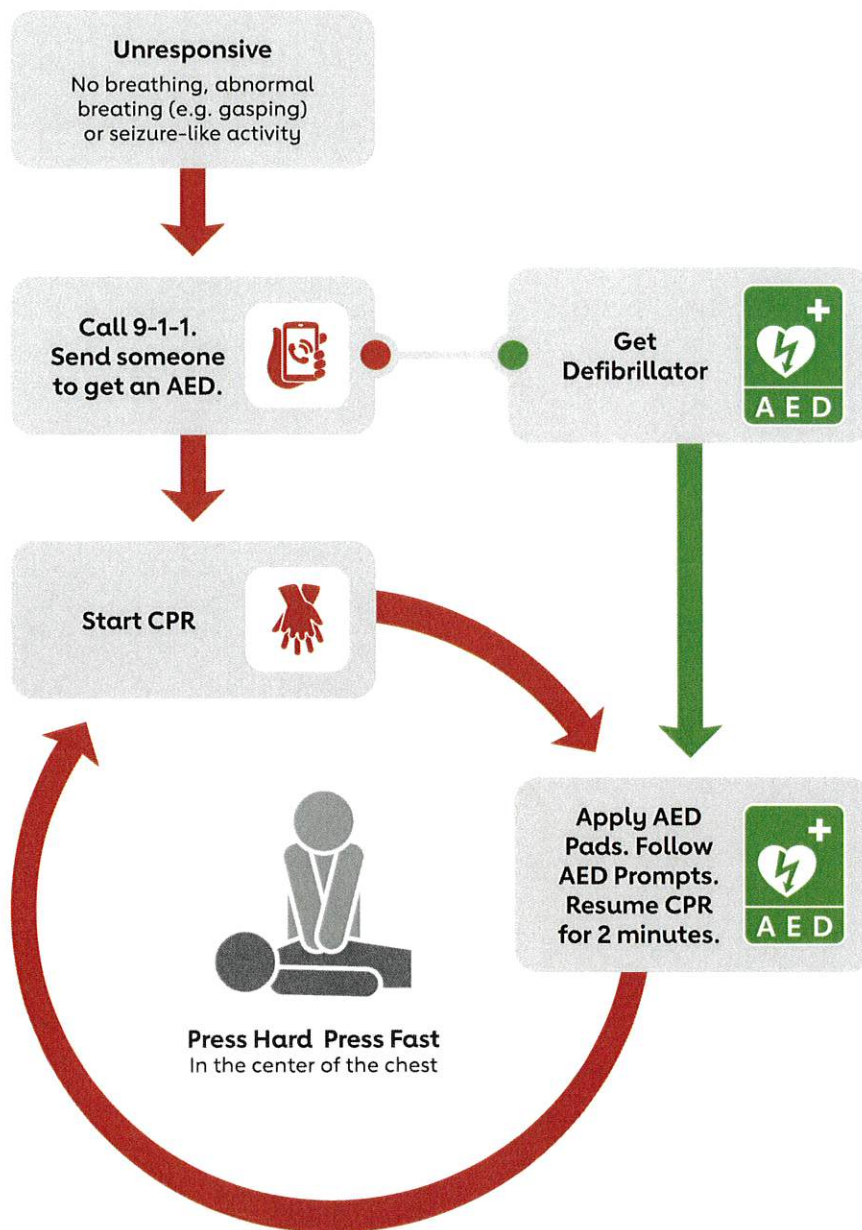 Unresponsive
No breathing, abnormal
breating (e.g. gasping)
or seizure-like activity
Call 9-1-1.
Send someone
to get an AED.
Get
Defibrillator
AED
Start CPR
Apply AED
Pads. Follow
AED Prompts.
Resume CPR
for 2 minutes.
AED
Press Hard Press Fast
In the center of the chest